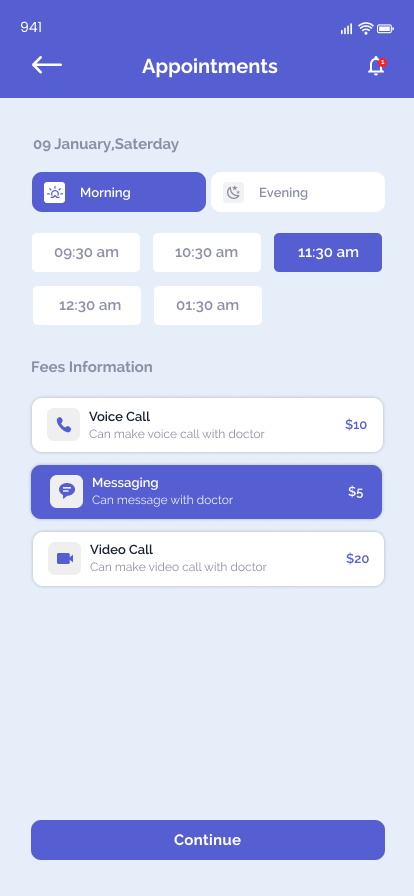 941
Appointments
1
09 January,Saterday
Morning
Evening
09:30 am
10:30 am
11:30 am
12:30 am
01:30 am
Fees Information
Voice Call
Can make voice call with doctor
$10
Messaging
Can message with doctor
$5
Video Call
Can make video call with doctor
$20
Continue